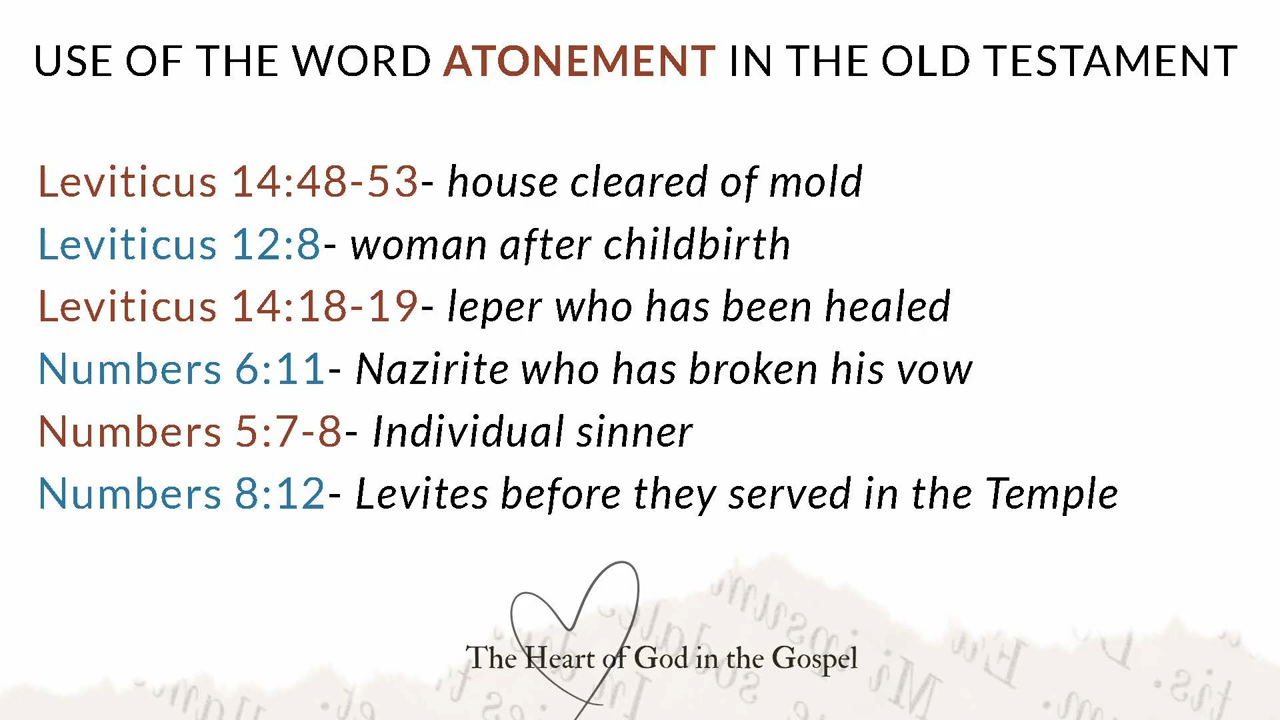 USE OF THE WORD ATONEMENT IN THE OLD TESTAMENT
Leviticus 14:48-53- house cleared of mold
Leviticus 12:8- woman after childbirth
Leviticus 14:18-19- leper who has been healed
Numbers 6:11- Nazirite who has broken his vow
Numbers 5:7-8- Individual sinner
Numbers 8:12- Levites before they served in the Temple
The Heart of God in the Gospel